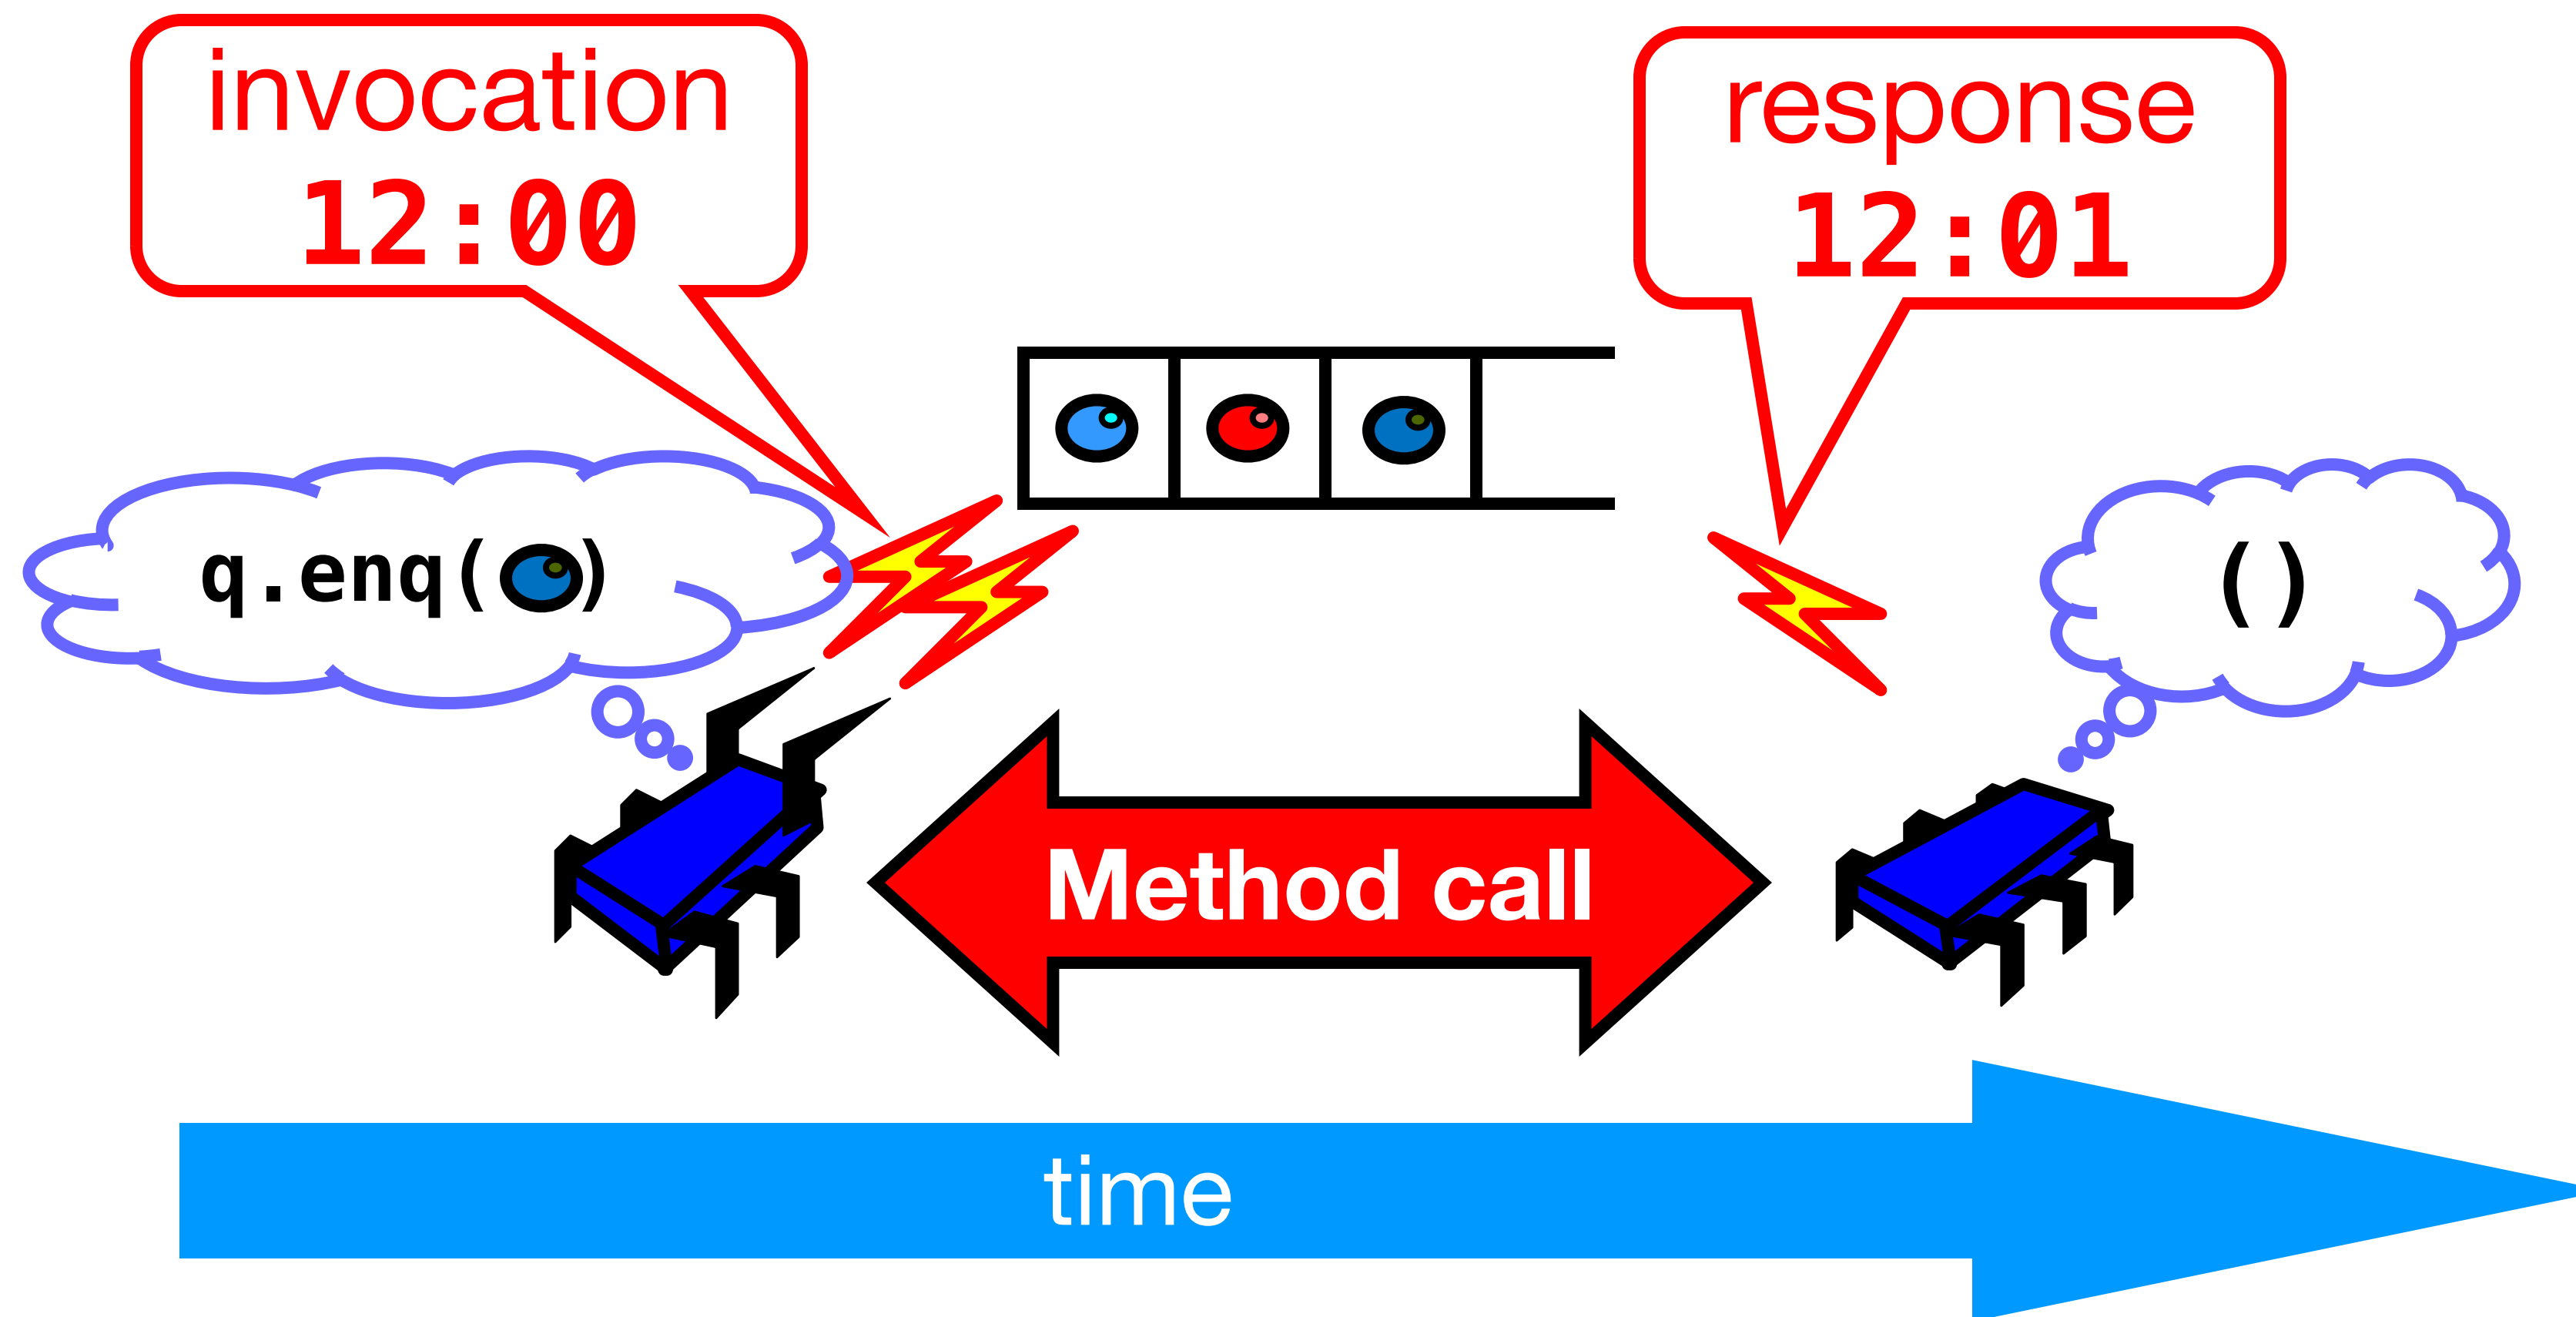 invocation
12:00
response
12:01
q.enq( )
()
Method call
time